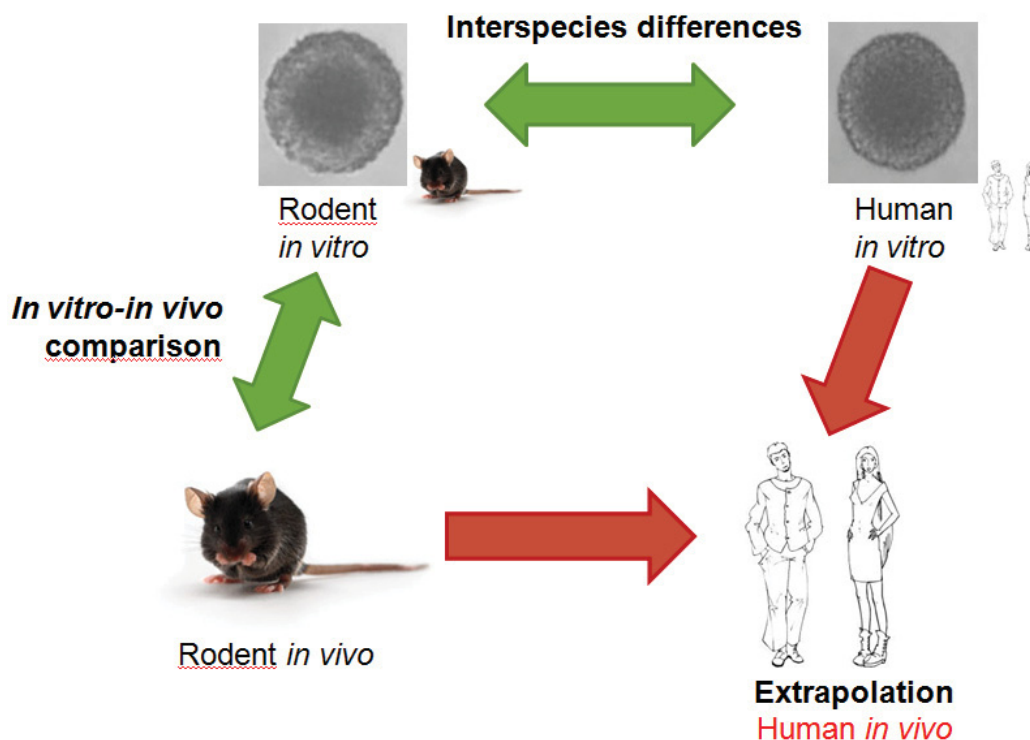 Interspecies differences
Rodent
in vitro
Human
in vitro
In vitro-in vivo
comparison
Rodent in vivo
Extrapolation
Human in vivo